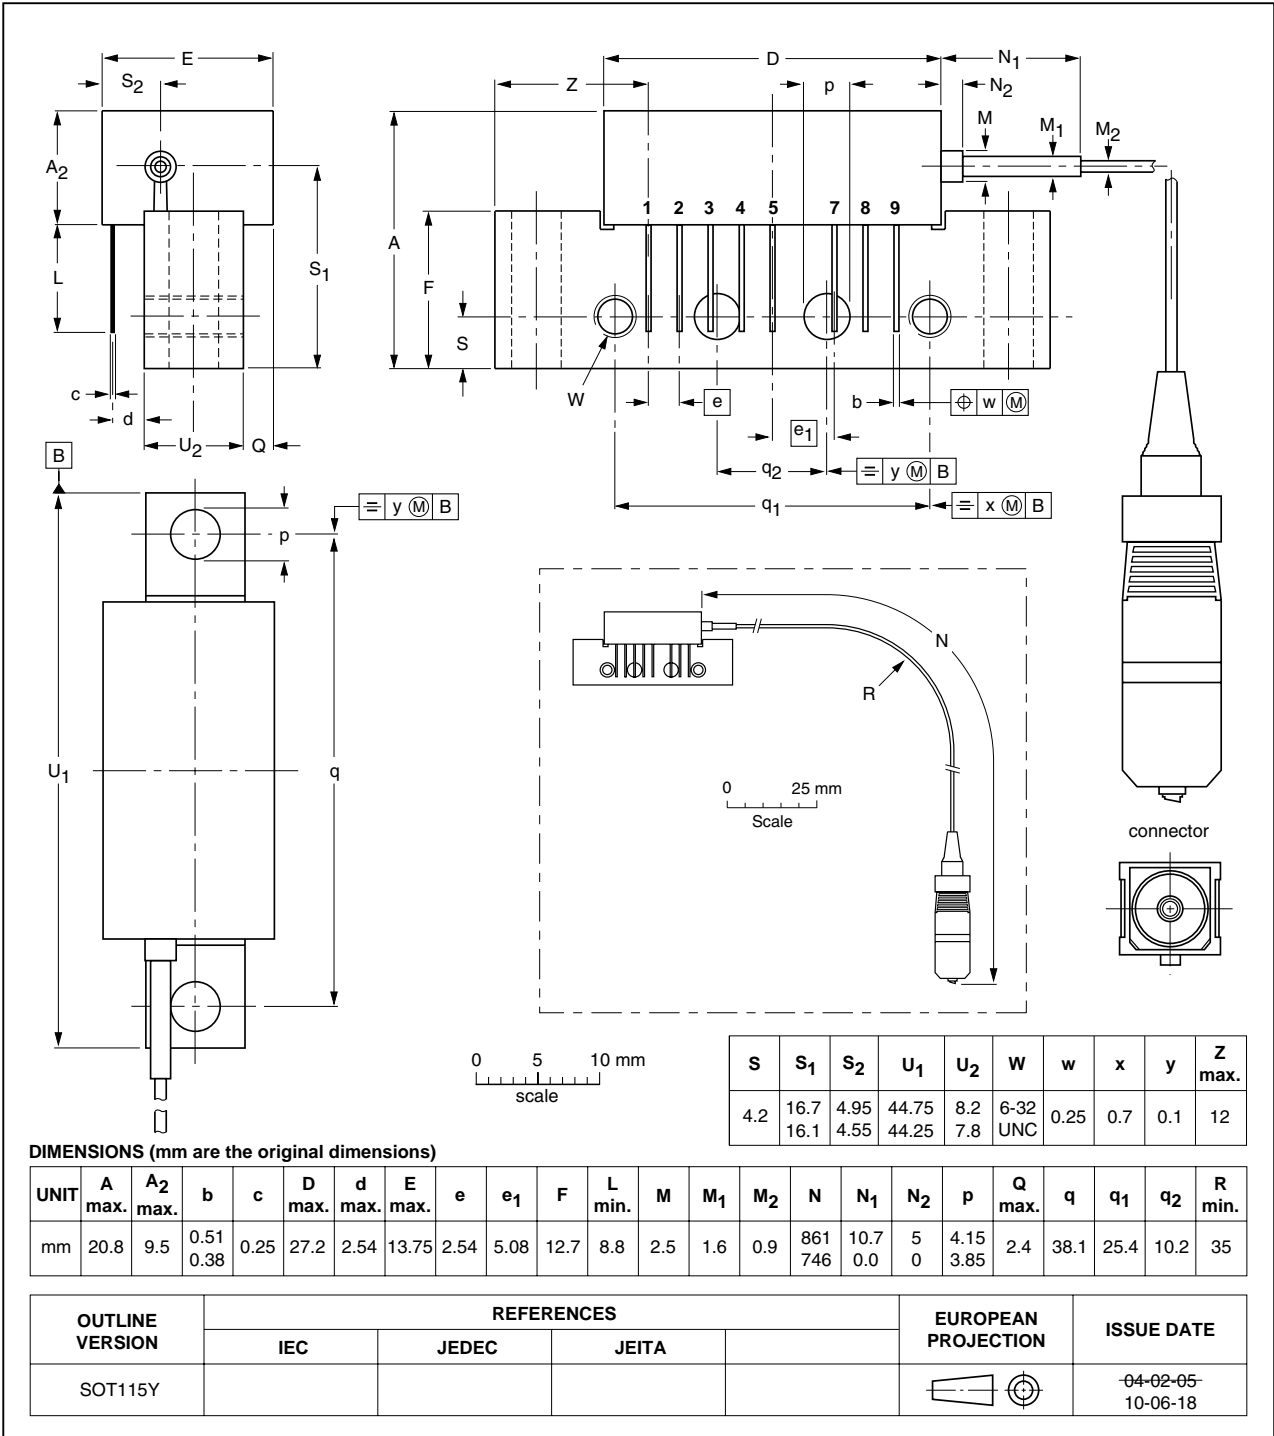 E
S2
A2
L
S1
c
d
U2
Q
D
N1
Z
p
N2
M
M1
M2
A
F
S
1 2 3 4 5 7 8 9
W
e
b
w M
e1
q2
y M B
q1
x M B
B
y M B
p
U1
q
N
R
0 25 mm
Scale
connector
0 5 10 mm
scale
S S1 S2 U1 U2 W w x y Z max.
4.2 16.7 16.1 4.95 4.55 44.75 44.25 8.2 7.8 6-32 UNC 0.25 0.7 0.1 12
DIMENSIONS (mm are the original dimensions)
UNIT A max. A2 max. b c D max. d max. E max. e e1 F L min. M M1 M2 N N1 N2 p Q max. q q1 q2 R min.
mm 20.8 9.5 0.51 0.38 0.25 27.2 2.54 13.75 2.54 5.08 12.7 8.8 2.5 1.6 0.9 861 746 10.7 0.0 5 0 4.15 3.85 2.4 38.1 25.4 10.2 35
OUTLINE VERSION
REFERENCES
EUROPEAN PROJECTION
ISSUE DATE
IEC JEDEC JEITA
SOT115Y
04-02-05
10-06-18